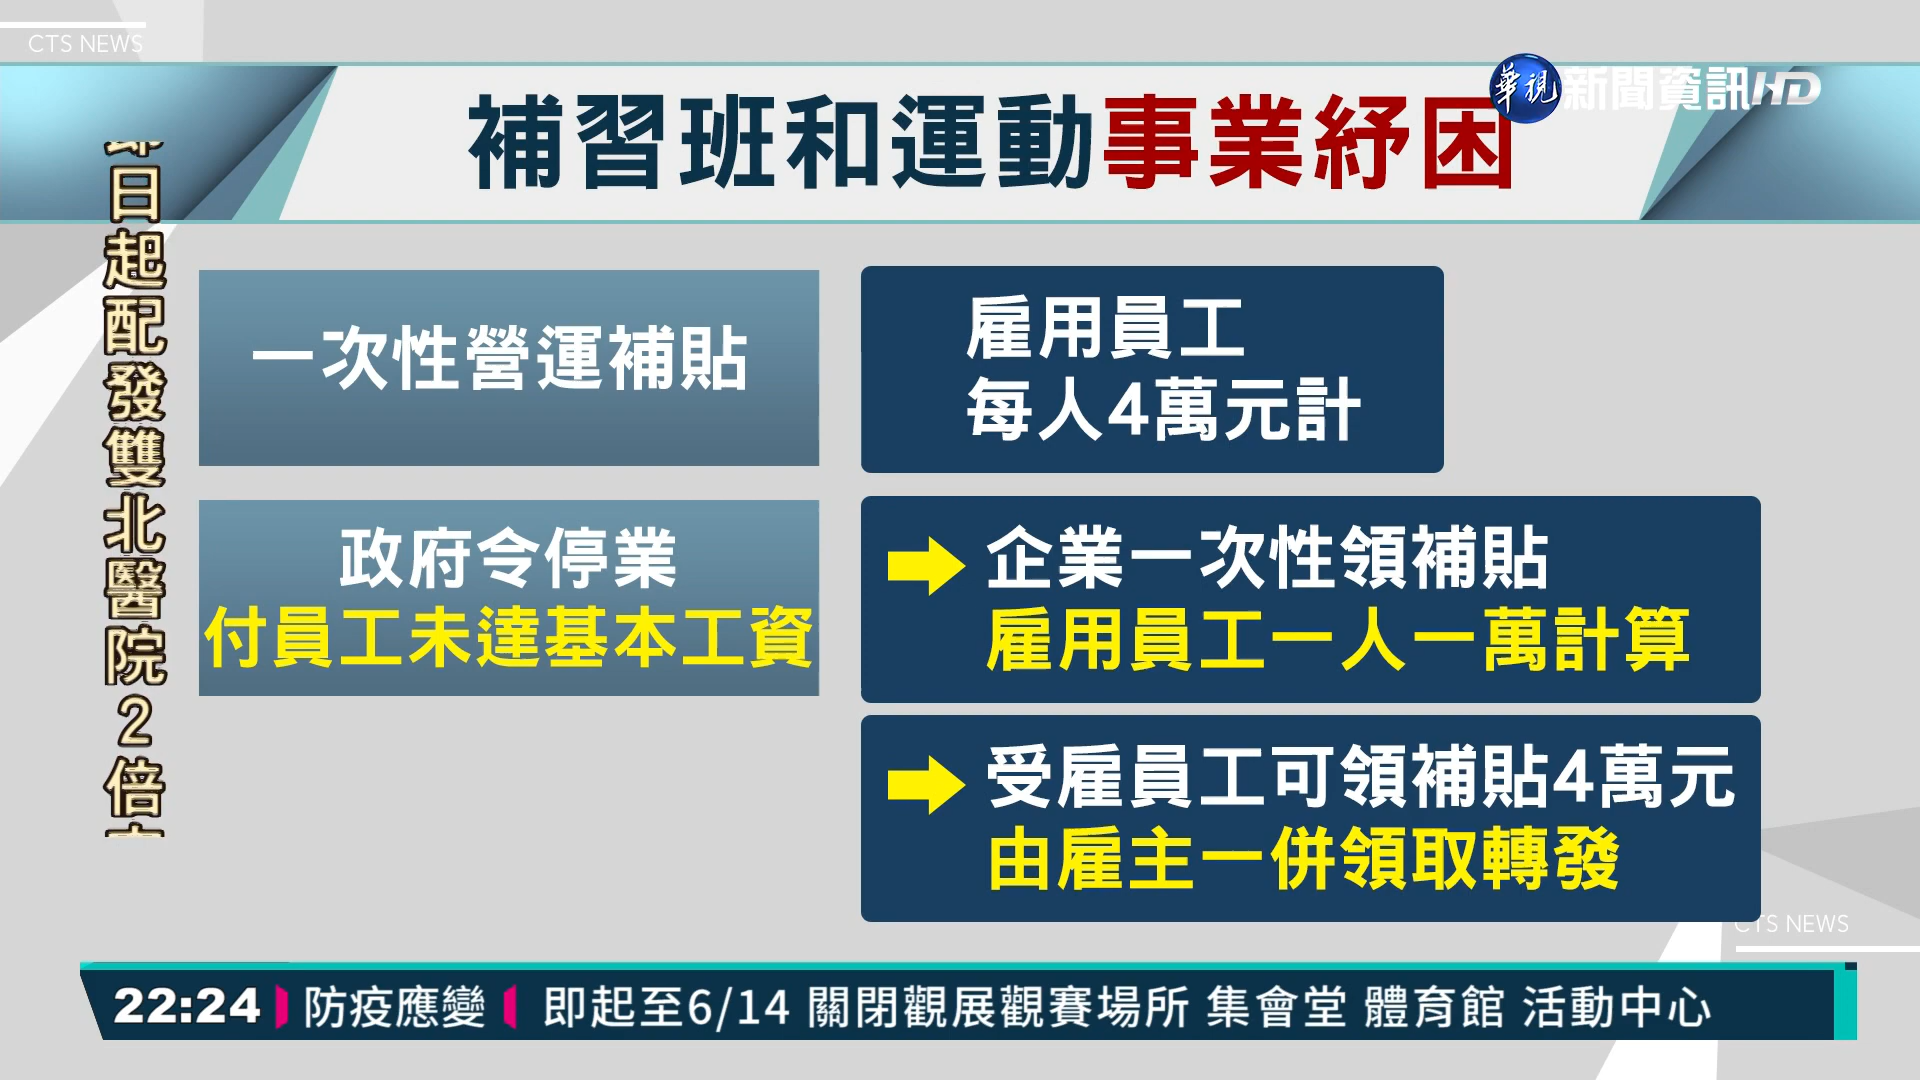 CTS NEWS
華視新聞資訊HD
補習班和運動事業紓困
日起配發雙北醫院2倍
一次性營運補貼
雇用員工
每人4萬元計
政府令停業
付員工未達基本工資
企業一次性領補貼
雇用員工一人一萬計算
受雇員工可領補貼4萬元
由雇主一併領取轉發
CTS NEWS
22:24 防疫應變 即起至6/14 關閉觀展觀賽場所 集會堂 體育館 活動中心